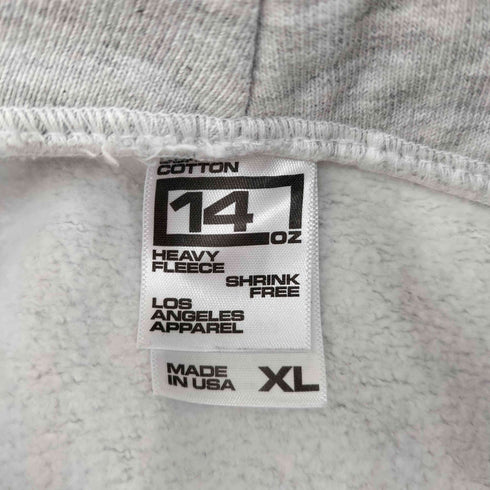 COTTON
14
OZ
HEAVY
FLEECE
SHRINK
FREE
LOS
ANGELES
APPAREL
MADE
IN USA
XL